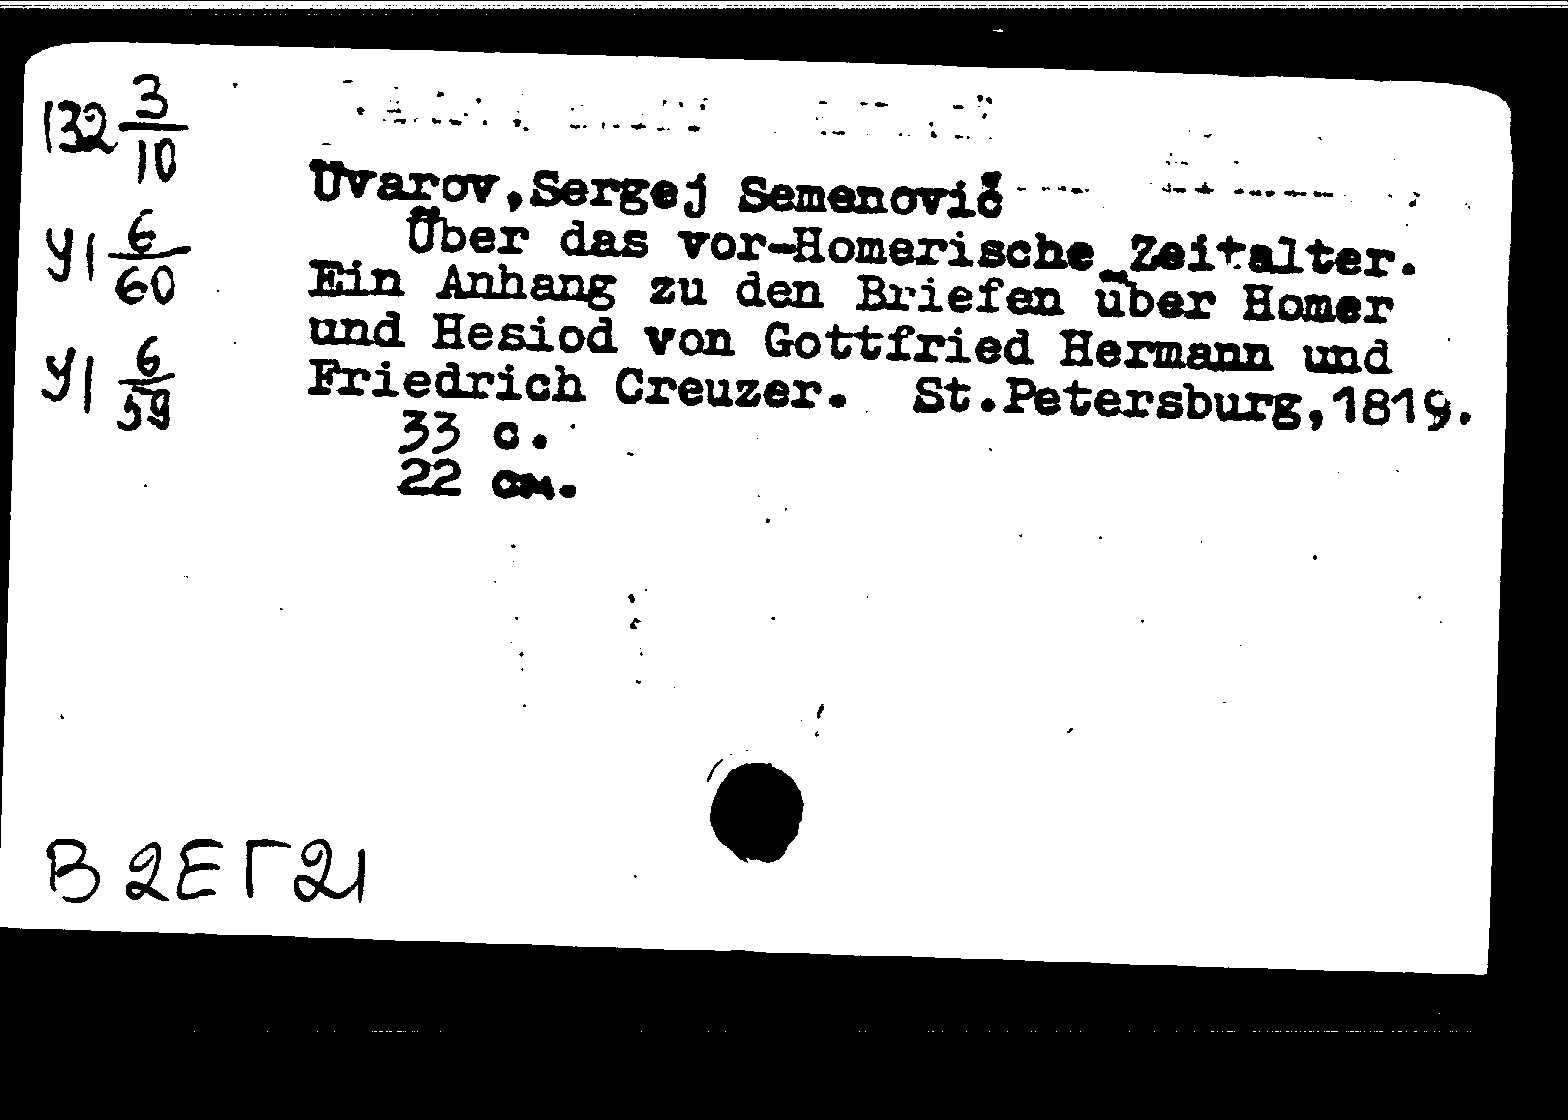 132 3/10
У1 6/60
У1 6/59
Uvarov,Sergej Semenovič
Über das vor-Homerische Zeitalter.
Ein Anhang zu den Briefen über Homer
und Hesiod von Gottfried Hermann und
Friedrich Creuzer. St.Petersburg,1819.
33 с.
22 см.
В 2ЕГ21